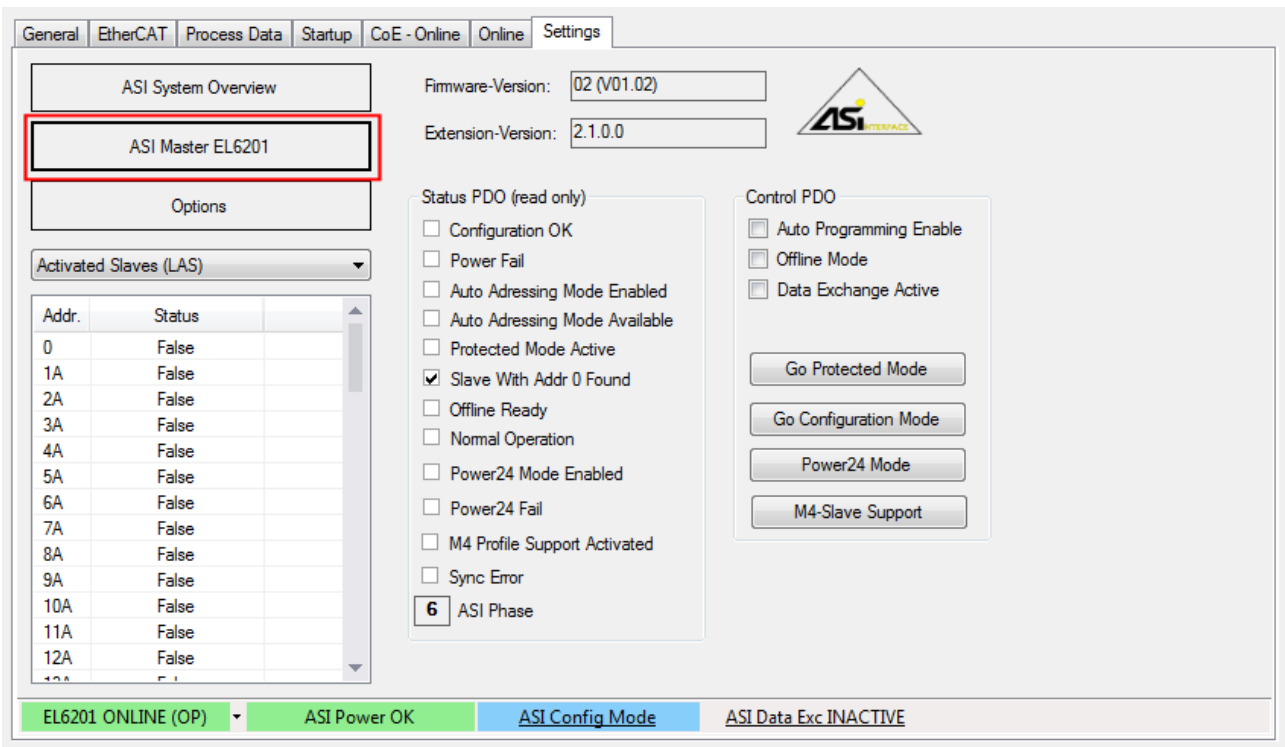 General EtherCAT Process Data Startup CoE - Online Online Settings
ASI System Overview
ASI Master EL6201
Options
Activated Slaves (LAS)
Addr. Status
0 False
1A False
2A False
3A False
4A False
5A False
6A False
7A False
8A False
9A False
10A False
11A False
12A False
Firmware-Version: 02 (V01.02)
Extension-Version: 2.1.0.0
ASi INTERFACE
Status PDO (read only)
Configuration OK
Power Fail
Auto Adressing Mode Enabled
Auto Adressing Mode Available
Protected Mode Active
Slave With Addr 0 Found
Offline Ready
Normal Operation
Power24 Mode Enabled
Power24 Fail
M4 Profile Support Activated
Sync Error
6 ASI Phase
Control PDO
Auto Programming Enable
Offline Mode
Data Exchange Active
Go Protected Mode
Go Configuration Mode
Power24 Mode
M4-Slave Support
EL6201 ONLINE (OP) ASI Power OK ASI Config Mode ASI Data Exc INACTIVE